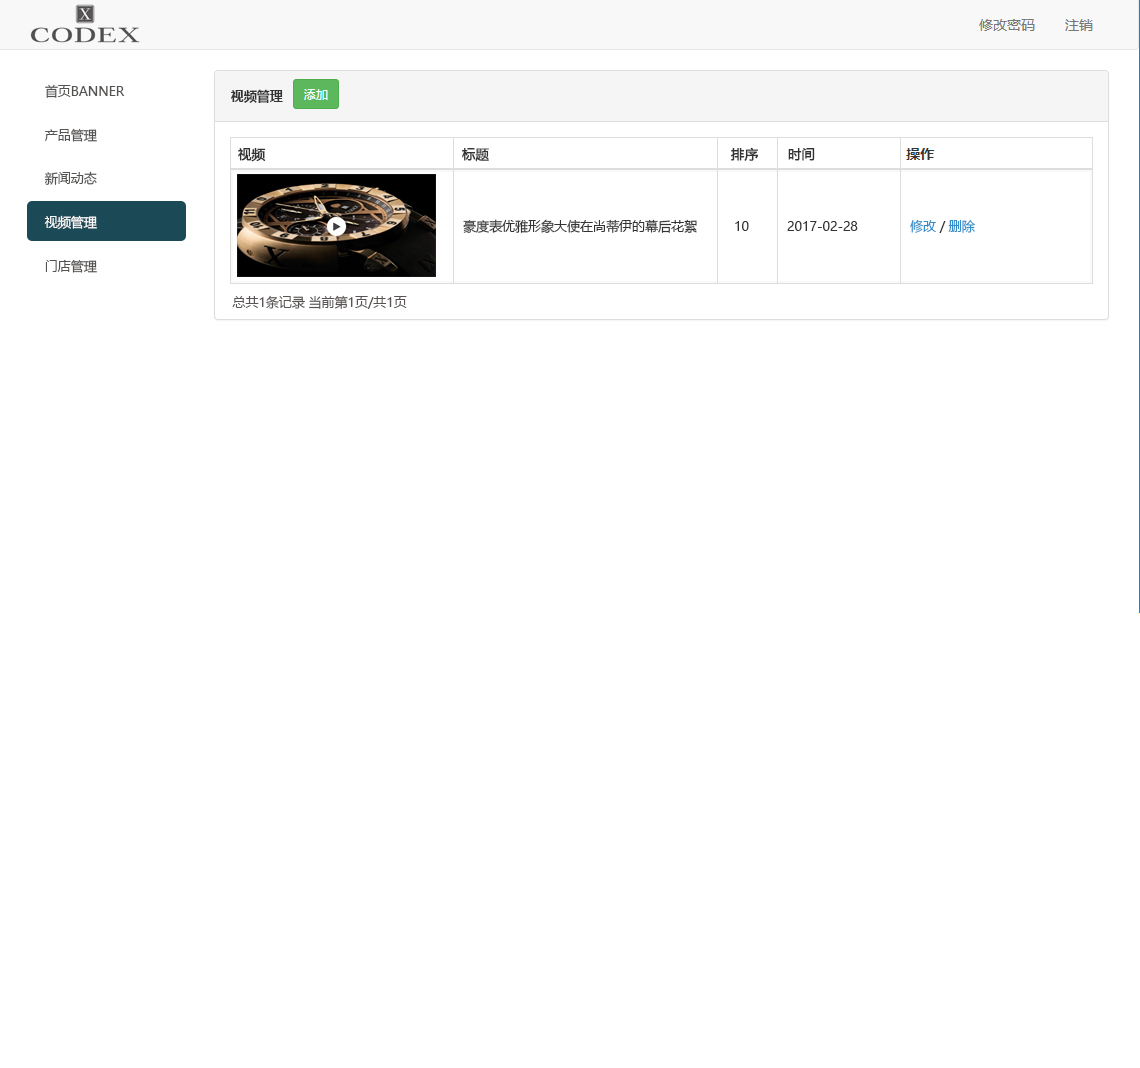 X
CODEX
修改密码 注销
首页BANNER
产品管理
新闻动态
视频管理
门店管理
视频管理 添加
视频 标题 排序 时间 操作
豪度表优雅形象大使在尚蒂伊的幕后花絮 10 2017-02-28 修改 / 删除
总共1条记录 当前第1页/共1页